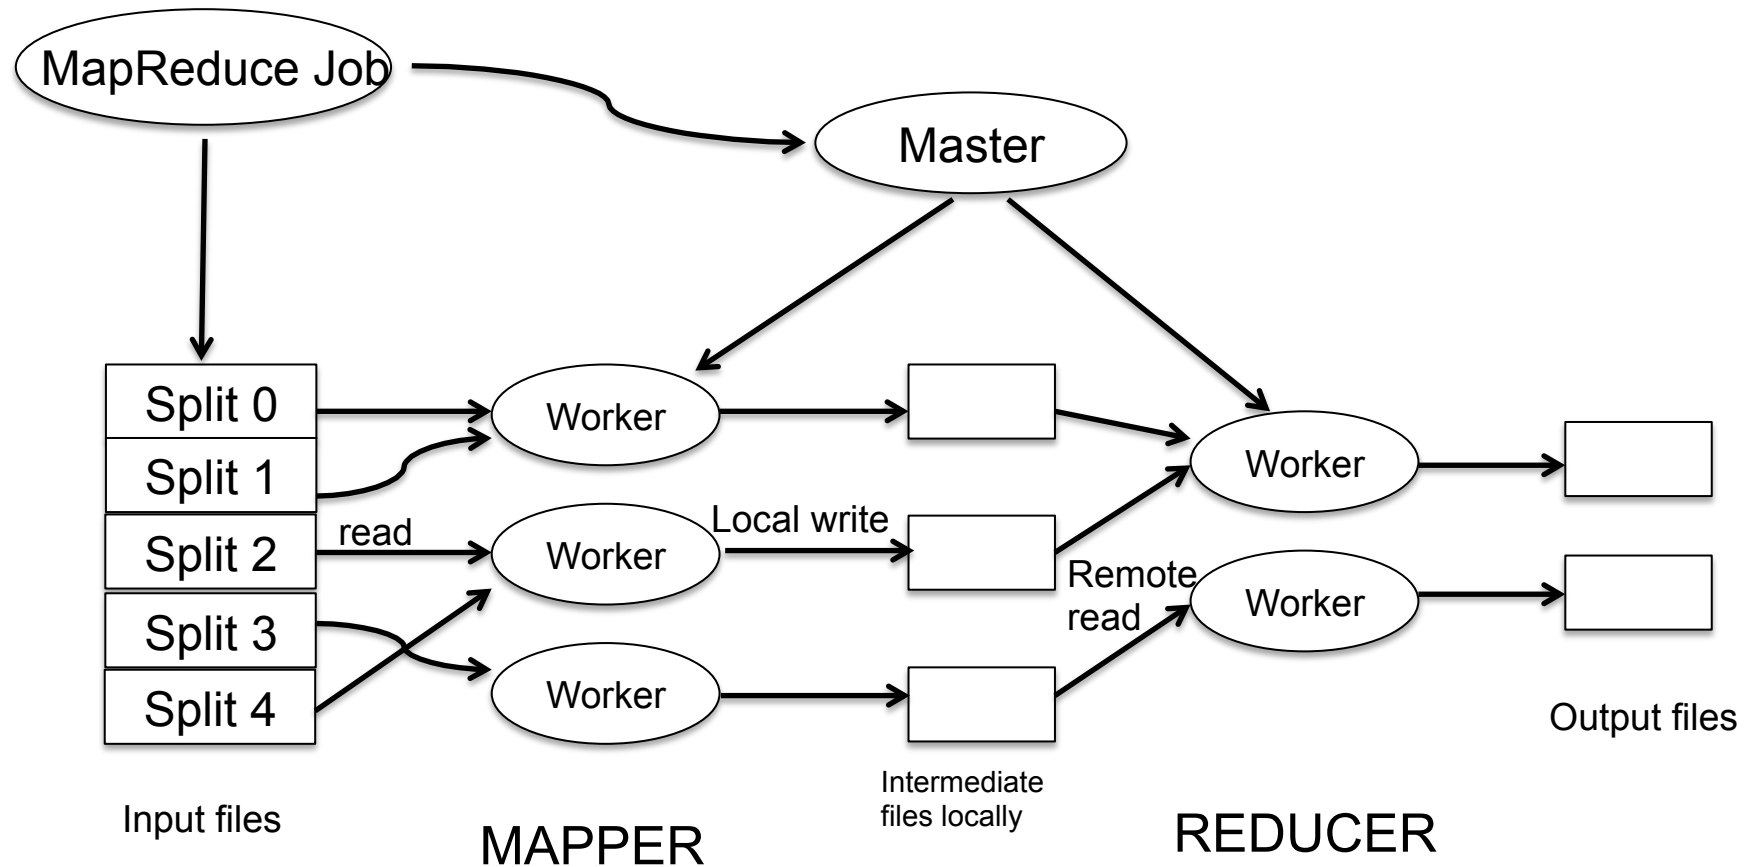 MapReduce Job
Master
Split 0
Split 1
Split 2
Split 3
Split 4
read
Worker
Worker
Worker
Local write
Remote
read
Worker
Worker
Input files
MAPPER
Intermediate
files locally
REDUCER
Output files